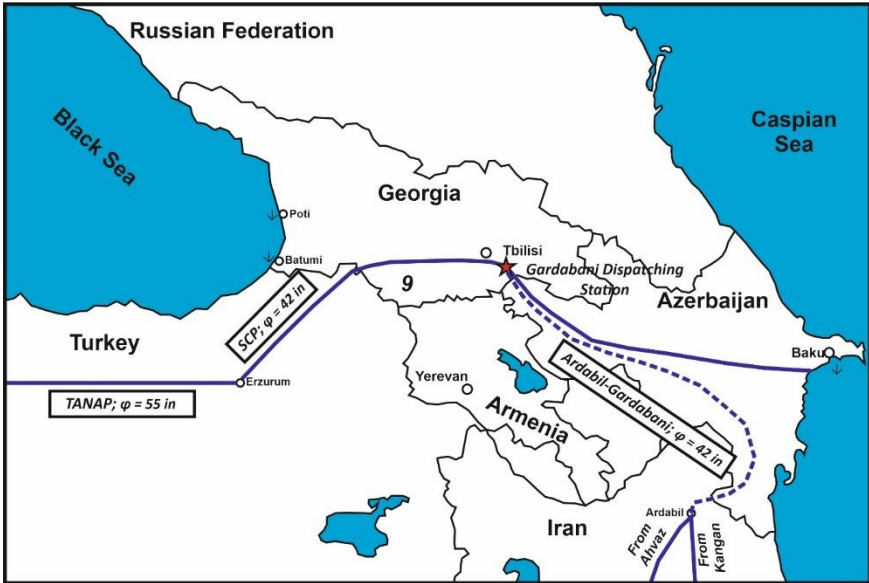 Russian Federation
Black Sea
Caspian
Sea
Georgia
Poti
Tbilisi
Batumi
Gardabani Dispatching
Station
9
Azerbaijan
SCP; φ = 42 in
Turkey
Baku
Erzurum
Yerevan
TANAP; φ = 55 in
Armenia
Ardabil-Gardabani; φ = 42 in
Ardabil
Iran
From
Ahvaz
From
Kangan